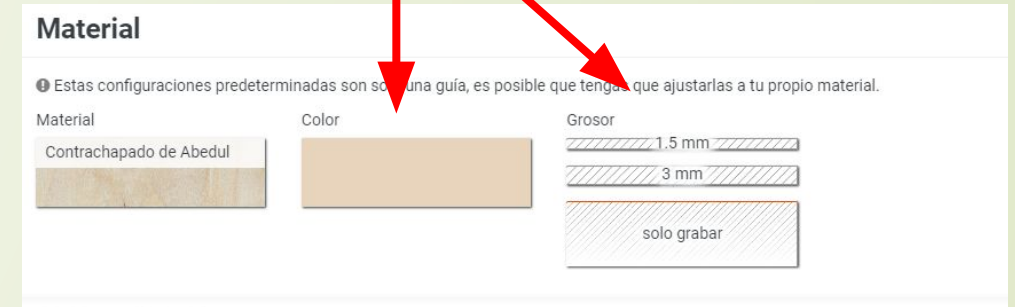 Material
Estas configuraciones predeterminadas son una guía, es posible que tengas que ajustarlas a tu propio material.
Material
Color
Grosor
Contrachapado de Abedul
1.5 mm
3 mm
solo grabar